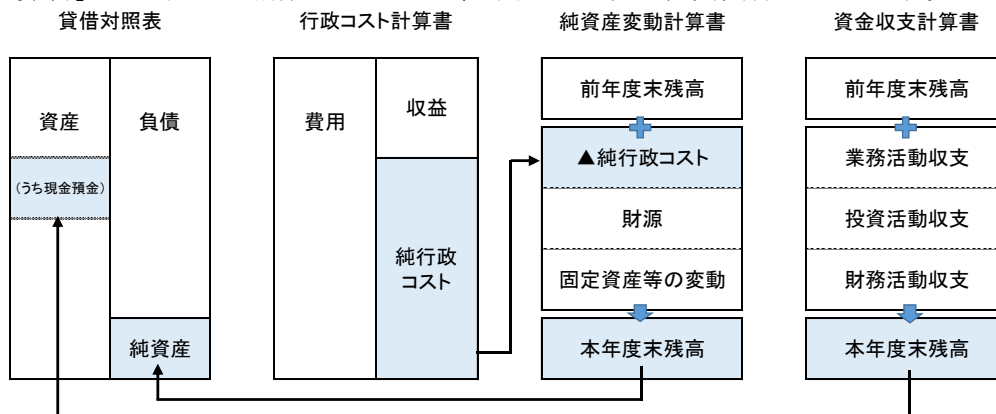 貸借対照表
行政コスト計算書
純資産変動計算書
資金収支計算書
資産
(うち現金預金)
負債
純資産
費用
収益
純行政
コスト
前年度末残高
▲純行政コスト
財源
固定資産等の変動
本年度末残高
前年度末残高
業務活動収支
投資活動収支
財務活動収支
本年度末残高